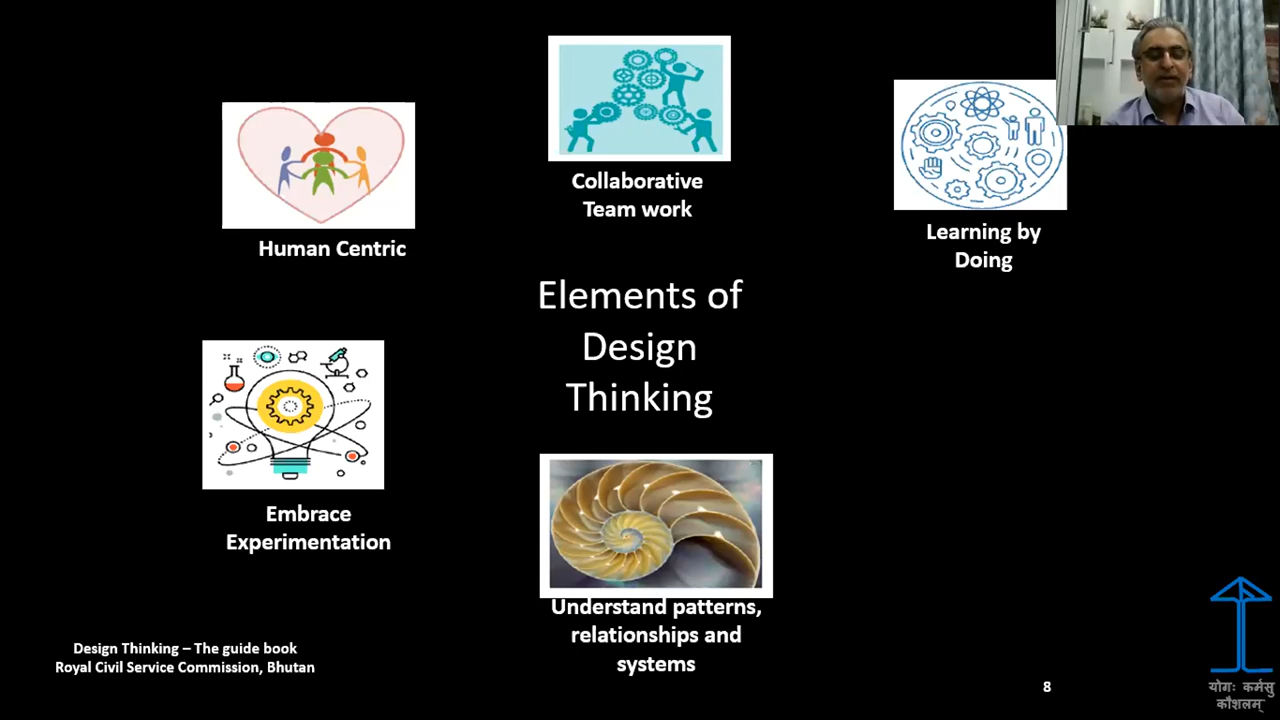 Collaborative
Team work
Human Centric
Learning by
Doing
Elements of
Design
Thinking
Embrace
Experimentation
Understand patterns,
relationships and
systems
Design Thinking – The guide book
Royal Civil Service Commission, Bhutan
8
योगः कर्मसु
कौशलम्